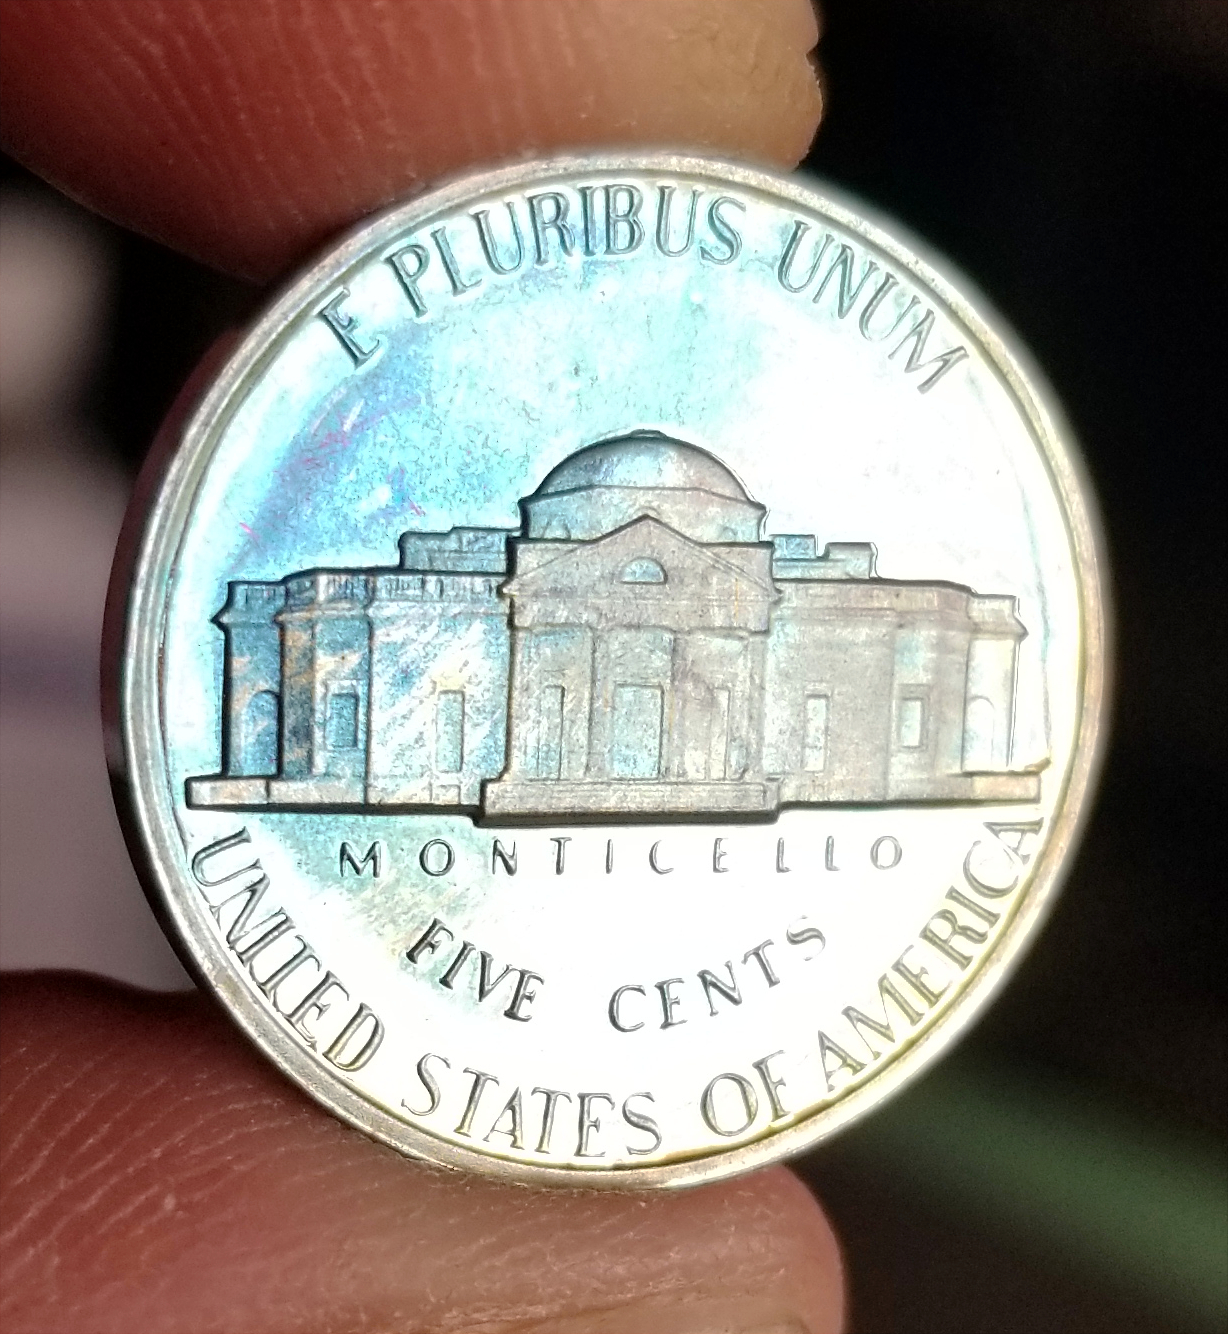 E PLURIBUS UNUM
MONTICELLO
FIVE CENTS
UNITED STATES OF AMERICA